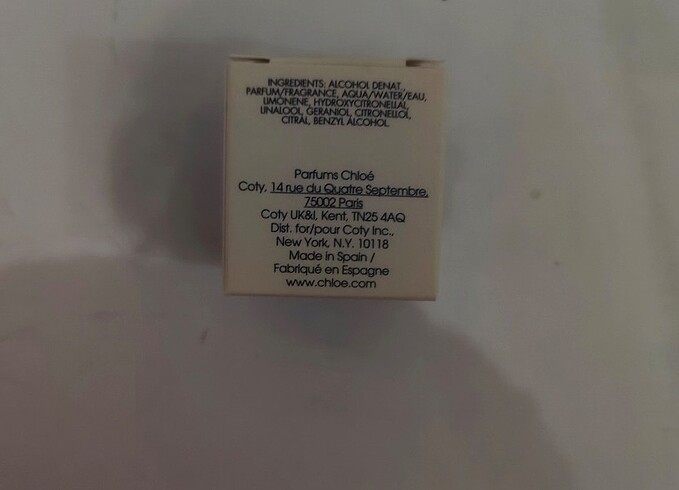 INGREDIENTS: ALCOHOL DENAT.,
PARFUM/FRAGRANCE, AQUA/WATER/EAU,
LIMONENE, HYDROXYCITRONELLAL,
LINALOOL, GERANIOL, CITRONELLOL,
CITRAL, BENZYL ALCOHOL.
Parfums Chloé
Coty, 14 rue du Quatre Septembre,
75002 Paris
Coty UK&I, Kent, TN25 4AQ
Dist. for/pour Coty Inc.,
New York, N.Y. 10118
Made in Spain /
Fabriqué en Espagne
www.chloe.com